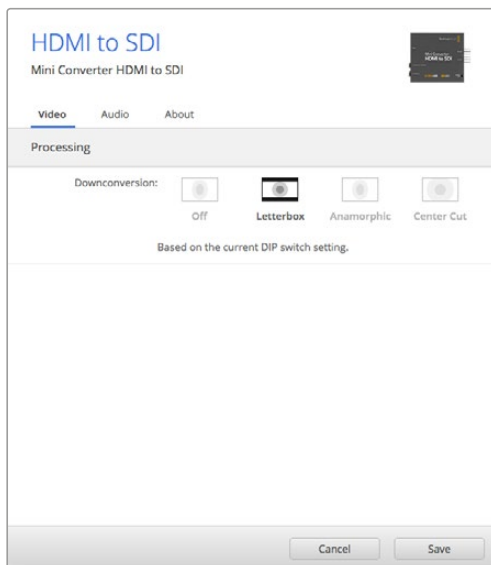 HDMI to SDI
Mini Converter HDMI to SDI
Video Audio About
Processing
Downconversion:
Off Letterbox Anamorphic Center Cut
Based on the current DIP switch setting.
Cancel Save